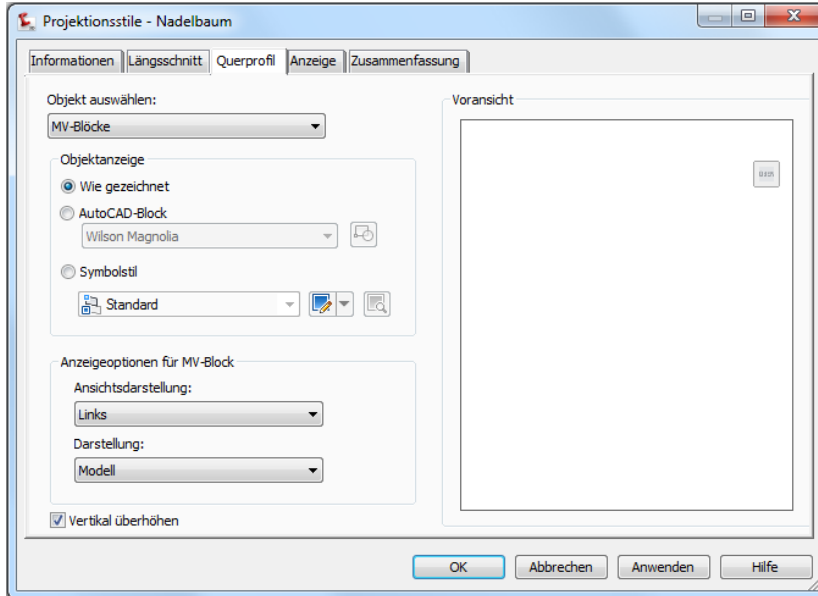 Projektionsstile - Nadelbaum
Informationen Längsschnitt Querprofil Anzeige Zusammenfassung
Objekt auswählen:
MV-Blöcke
Objektanzeige
Wie gezeichnet
AutoCAD-Block
Wilson Magnolia
Symbolstil
Standard
Anzeigeoptionen für MV-Block
Ansichtsdarstellung:
Links
Darstellung:
Modell
Vertikal überhöhen
Voransicht
OK Abbrechen Anwenden Hilfe